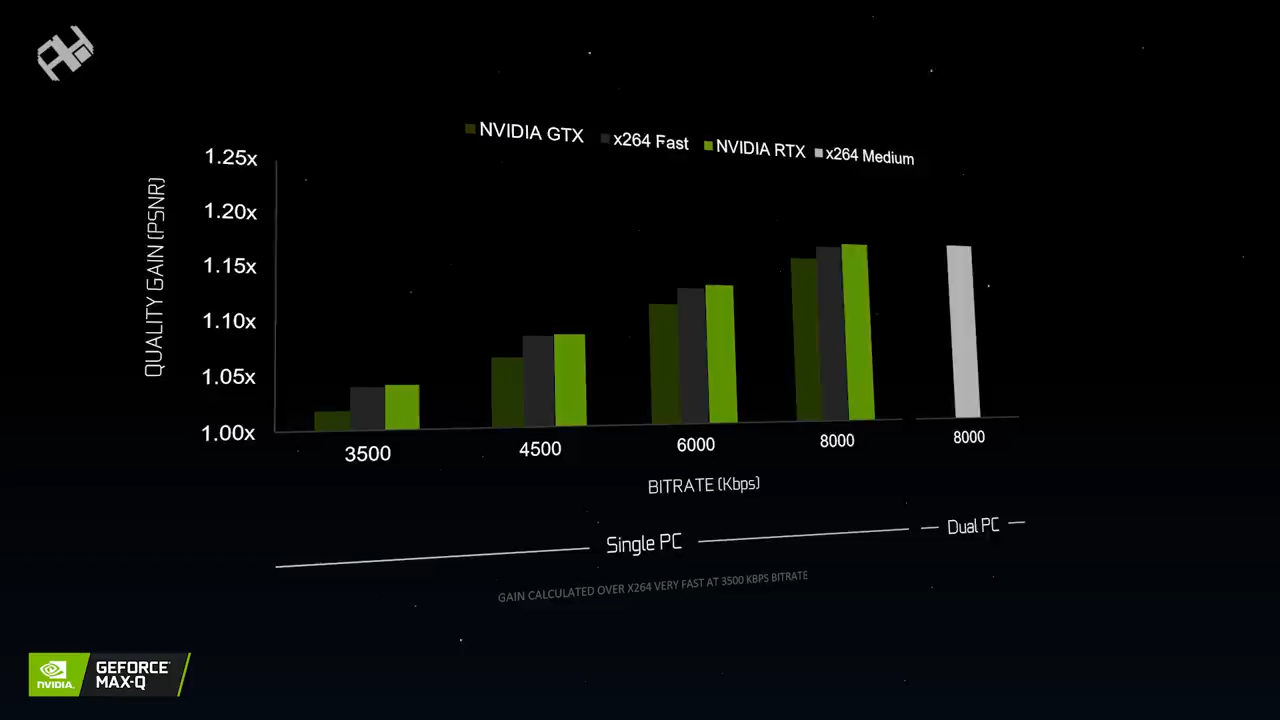 NVIDIA GTX x264 Fast NVIDIA RTX x264 Medium
QUALITY GAIN (PSNR)
1.25x
1.20x
1.15x
1.10x
1.05x
1.00x
3500 4500 6000 8000 8000
BITRATE (Kbps)
Single PC Dual PC
GAIN CALCULATED OVER X264 VERY FAST AT 3500 KBPS BITRATE
NVIDIA. GEFORCE
MAX-Q